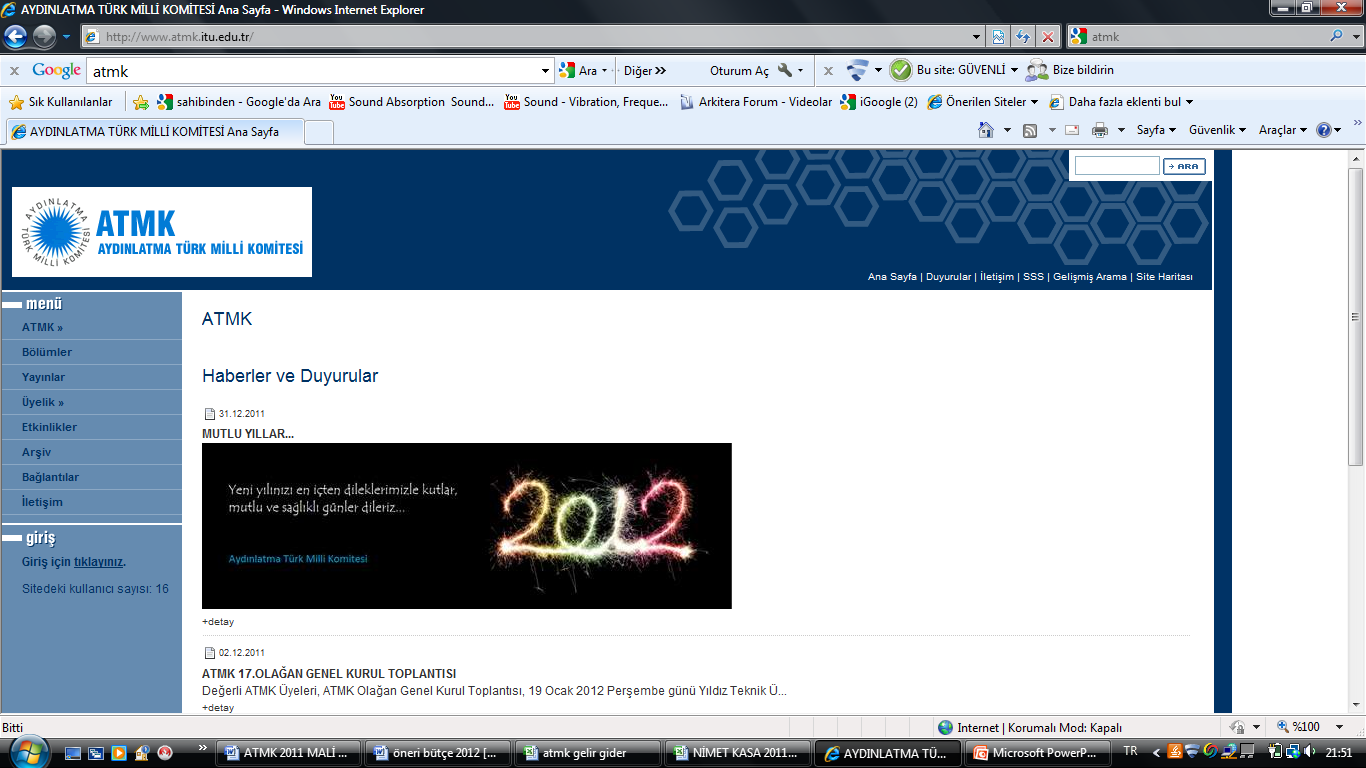 AYDINLATMA TÜRK MİLLİ KOMİTESİ Ana Sayfa - Windows Internet Explorer
http://www.atmk.itu.edu.tr/
atmk
x Google atmk Ara Diğer » Oturum Aç x Bu site: GÜVENLİ Bize bildirin
Sık Kullanılanlar sahibinden - Google'da Ara Sound Absorption Sound... Sound - Vibration, Freque... Arkitera Forum - Videolar iGoogle (2) Önerilen Siteler Daha fazla eklenti bul
AYDINLATMA TÜRK MİLLİ KOMİTESİ Ana Sayfa Sayfa Güvenlik Araçlar
ARA
AYDINLATMA TÜRK MİLLİ KOMİTESİ
ATMK
AYDINLATMA TÜRK MİLLİ KOMİTESİ
Ana Sayfa | Duyurular | İletişim | SSS | Gelişmiş Arama | Site Haritası
menü
ATMK »
Bölümler
Yayınlar
Üyelik »
Etkinlikler
Arşiv
Bağlantılar
İletişim
giriş
Giriş için tıklayınız.
Sitedeki kullanıcı sayısı: 16
ATMK
Haberler ve Duyurular
31.12.2011
MUTLU YILLAR...
Yeni yılınızı en içten dileklerimizle kutlar,
mutlu ve sağlıklı günler dileriz...
Aydınlatma Türk Milli Komitesi
2012
+detay
02.12.2011
ATMK 17.OLAĞAN GENEL KURUL TOPLANTISI
Değerli ATMK Üyeleri, ATMK Olağan Genel Kurul Toplantısı, 19 Ocak 2012 Perşembe günü Yıldız Teknik Ü...
+detay
Bitti Internet | Korumalı Mod: Kapalı %100
» ATMK 2011 MALİ ... öneri bütçe 2012 [... atmk gelir gider NİMET KASA 2011... AYDINLATMA TÜ... Microsoft PowerP... TR 21:51